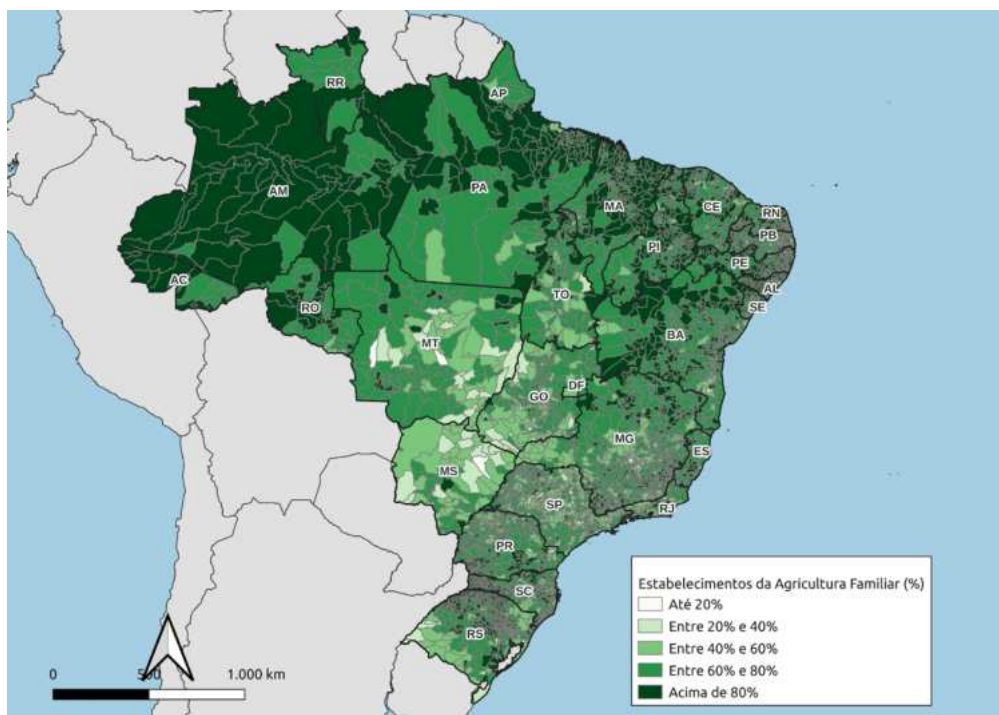 RR
AP
AM
PA
MA
CE
RN
PB
PI
PE
AC
AL
TO
SE
RO
BA
MT
DF
GO
MG
ES
MS
SP
RJ
PR
SC
RS
Estabelecimentos da Agricultura Familiar (%)
Até 20%
Entre 20% e 40%
Entre 40% e 60%
Entre 60% e 80%
Acima de 80%
0 500 1.000 km